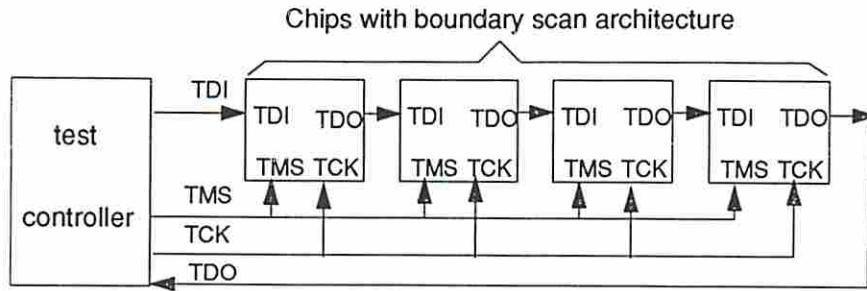 Chips with boundary scan architecture
TDI
TDI TDO TDI TDO TDI TDO TDI TDO
test
TMS TCK TMS TCK TMS TCK TMS TCK
TMS
controller
TCK
TDO